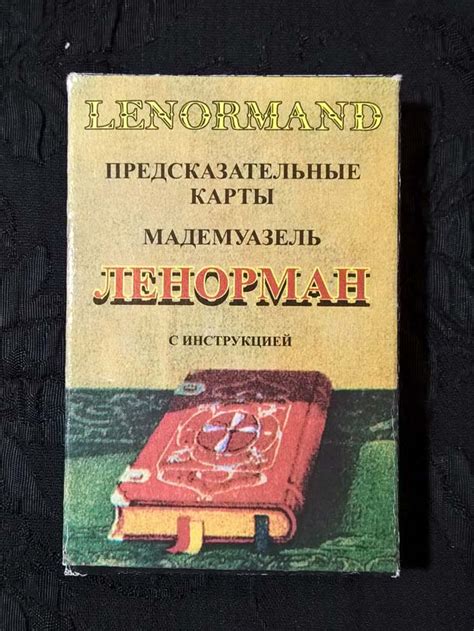 LENORMAND
ПРЕДСКАЗАТЕЛЬНЫЕ
КАРТЫ
МАДЕМУАЗЕЛЬ
ЛЕНОРМАН
С ИНСТРУКЦИЕЙ